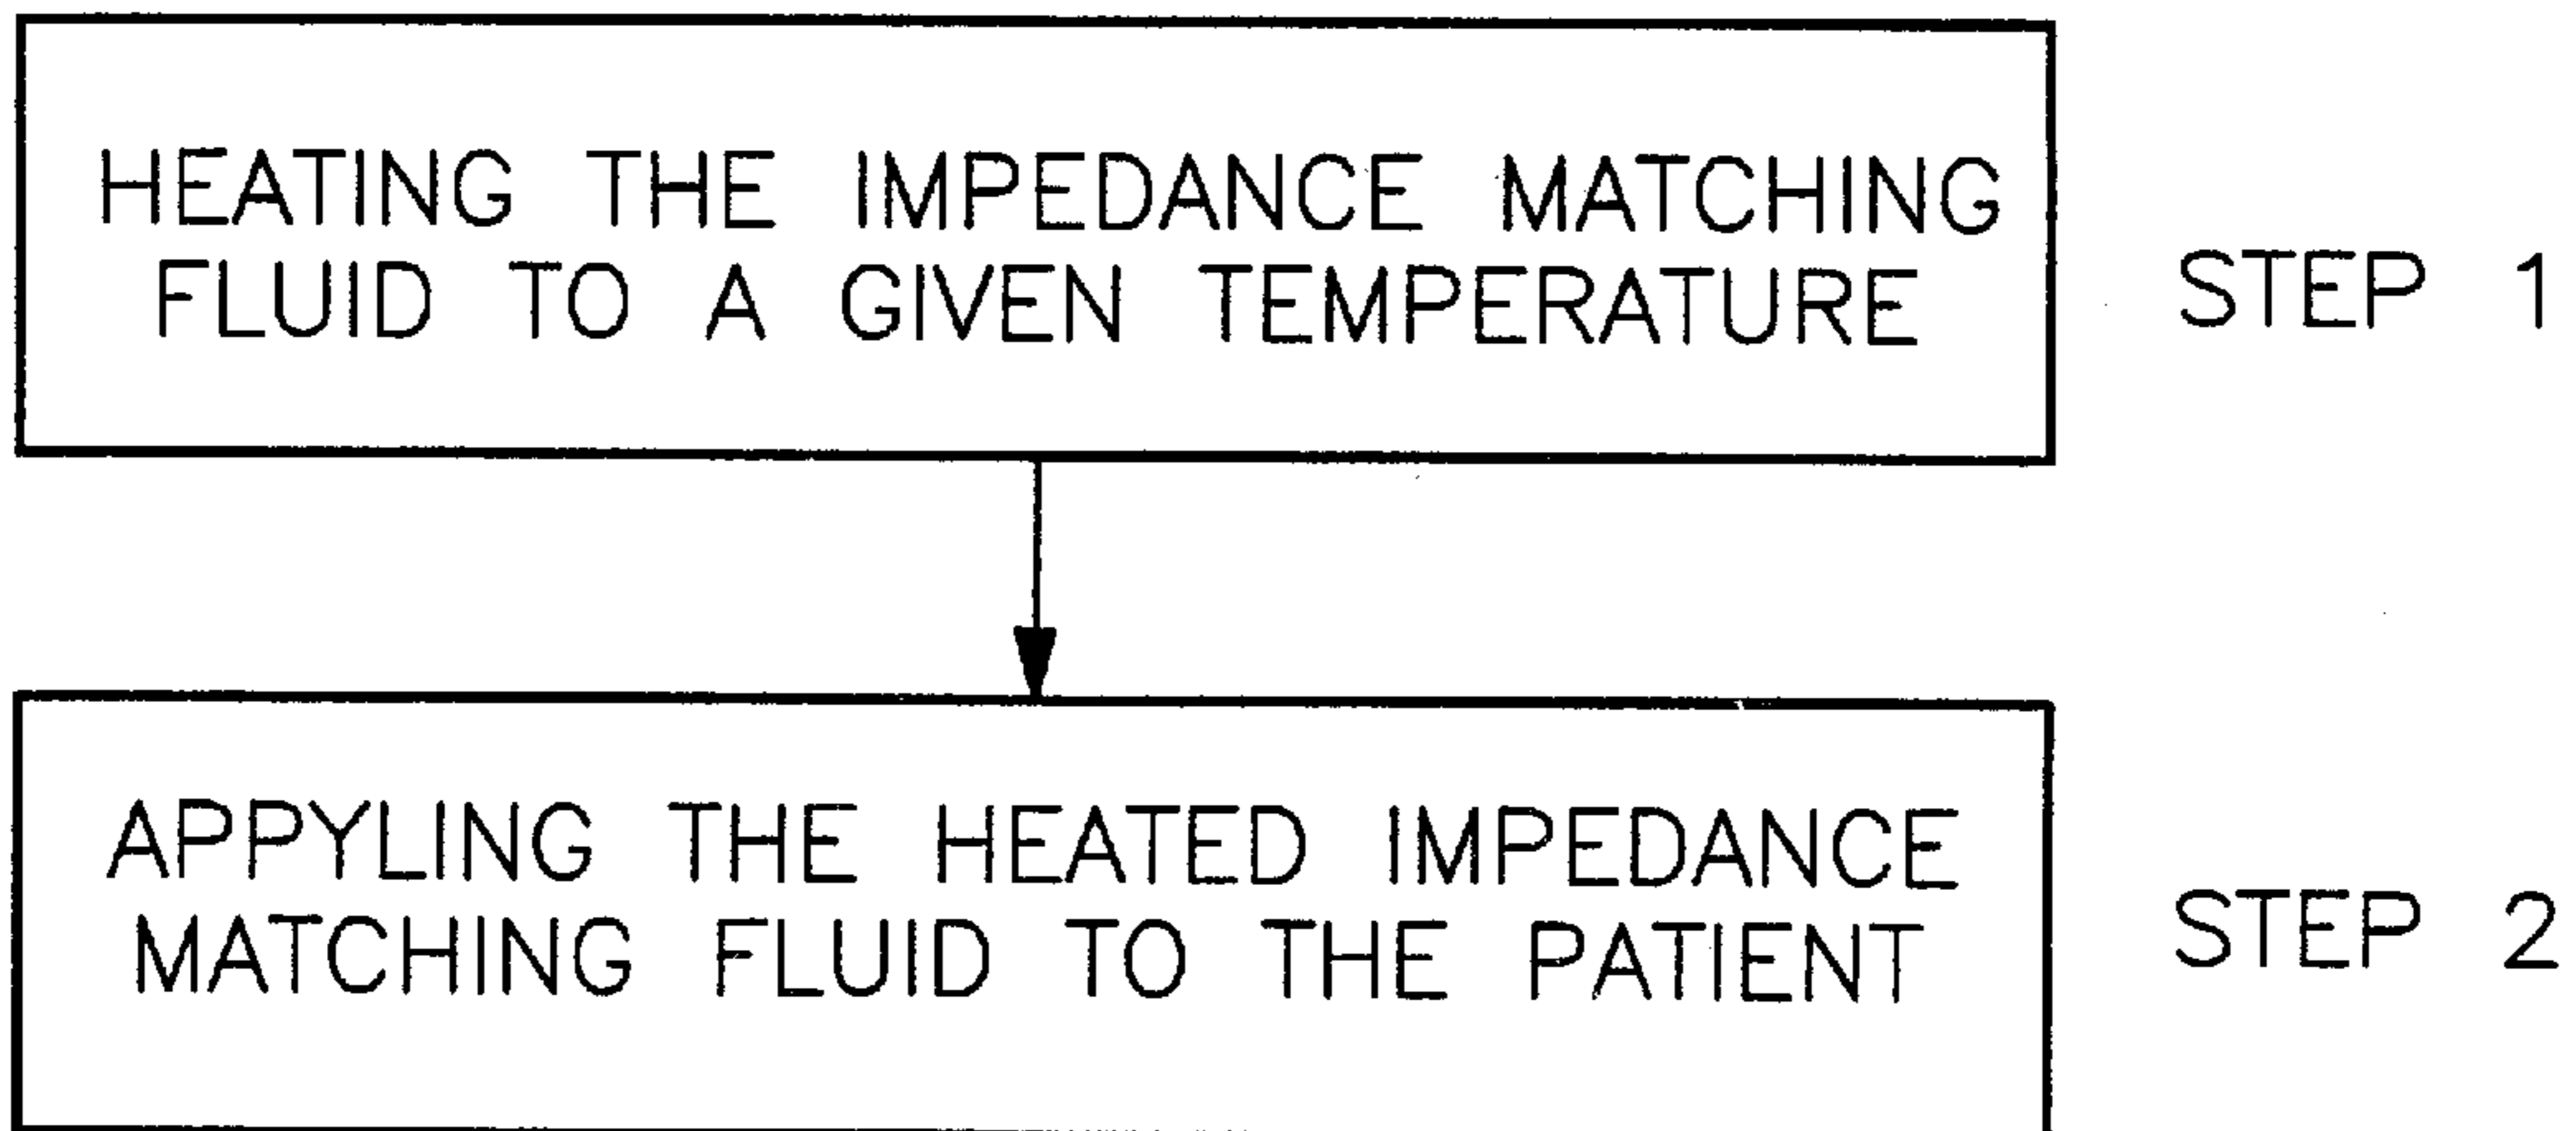 HEATING THE IMPEDANCE MATCHING
FLUID TO A GIVEN TEMPERATURE
STEP 1
APPYLING THE HEATED IMPEDANCE
MATCHING FLUID TO THE PATIENT
STEP 2